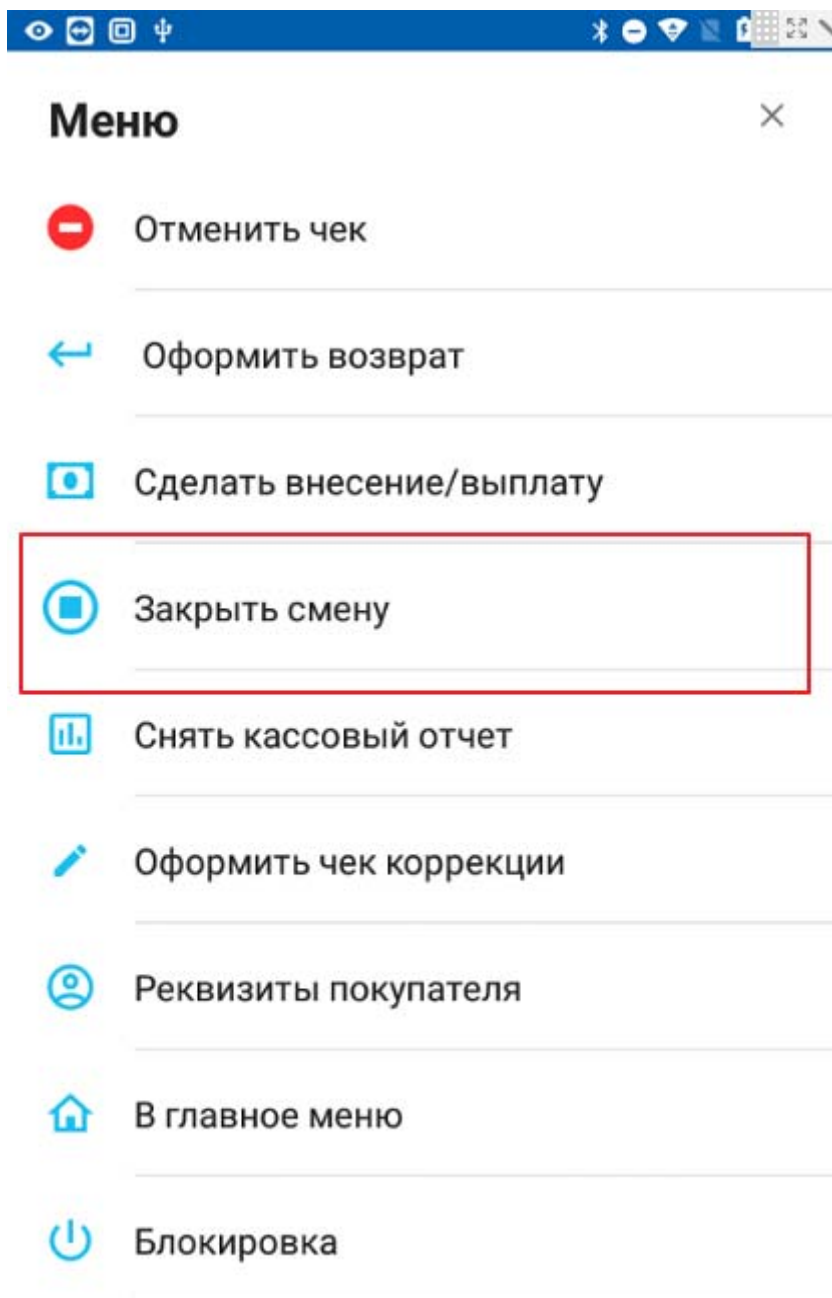 Меню
Отменить чек
Оформить возврат
Сделать внесение/выплату
Закрыть смену
Снять кассовый отчет
Оформить чек коррекции
Реквизиты покупателя
В главное меню
Блокировка